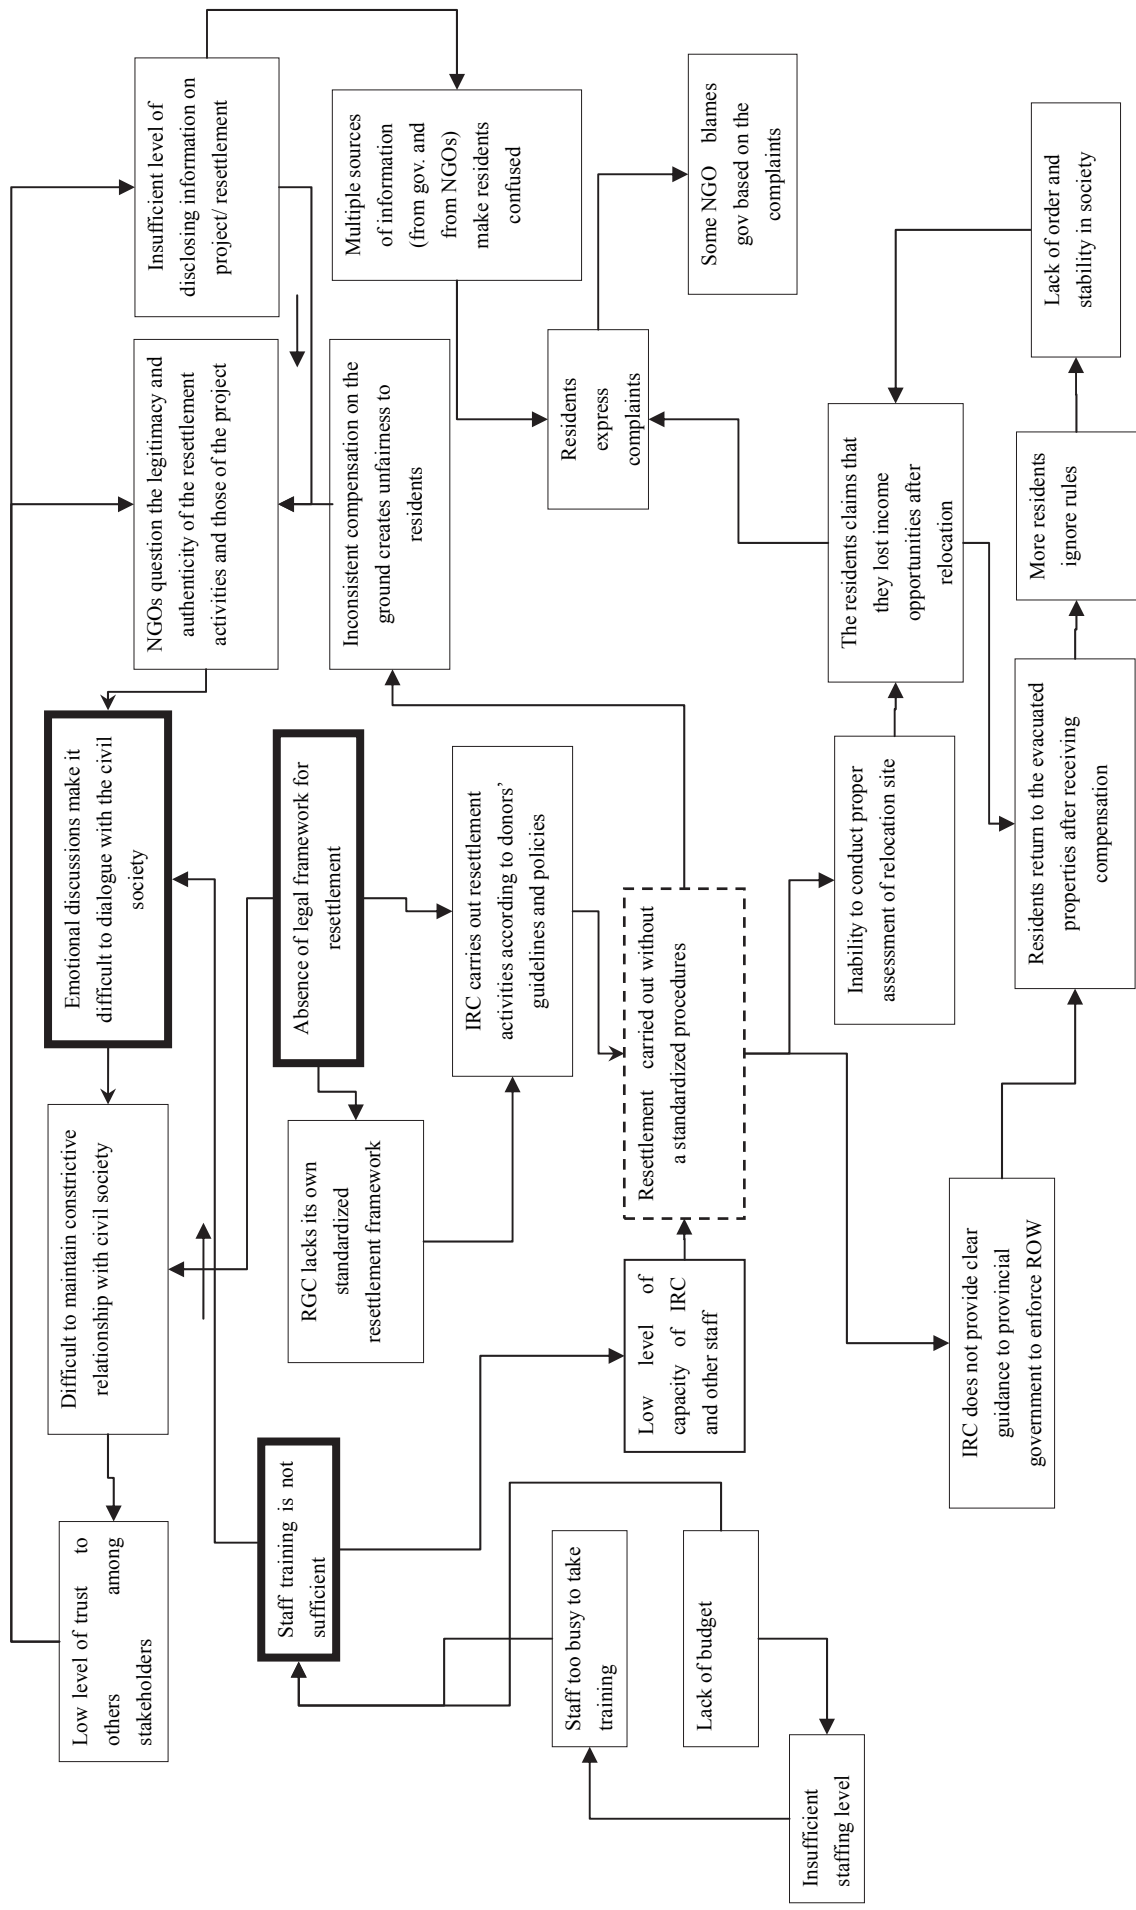 Low level of trust to
others among
stakeholders
Difficult to maintain constrictive
relationship with civil society
Emotional discussions make it
difficult to dialogue with the civil
society
NGOs question the legitimacy and
authenticity of the resettlement
activities and those of the project
Insufficient level of
disclosing information on
project/ resettlement
Staff training is not
sufficient
RGC lacks its own
standardized
resettlement framework
Absence of legal framework for
resettlement
Inconsistent compensation on the
ground creates unfairness to
residents
Multiple sources
of information
(from gov. and
from NGOs)
make residents
confused
IRC carries out resettlement
activities according to donors’
guidelines and policies
Staff too busy to take
training
Residents
express
complaints
Low level of
capacity of IRC
and other staff
Resettlement carried out without
a standardized procedures
Lack of budget
Some NGO blames
gov based on the
complaints
Insufficient
staffing level
Inability to conduct proper
assessment of relocation site
The residents claims that
they lost income
opportunities after
relocation
IRC does not provide clear
guidance to provincial
government to enforce ROW
Residents return to the evacuated
properties after receiving
compensation
More residents
ignore rules
Lack of order and
stability in society